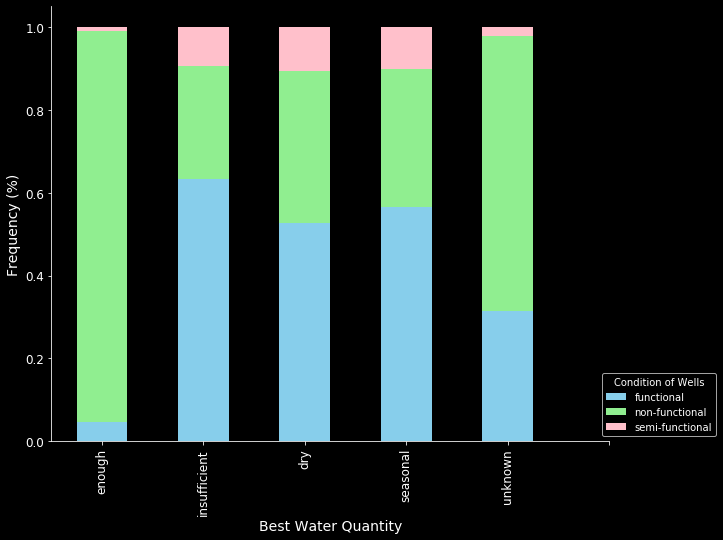 1.0
0.8
0.6
0.4
0.2
0.0
Frequency (%)
enough
insufficient
dry
seasonal
unknown
Best Water Quantity
Condition of Wells
functional
non-functional
semi-functional